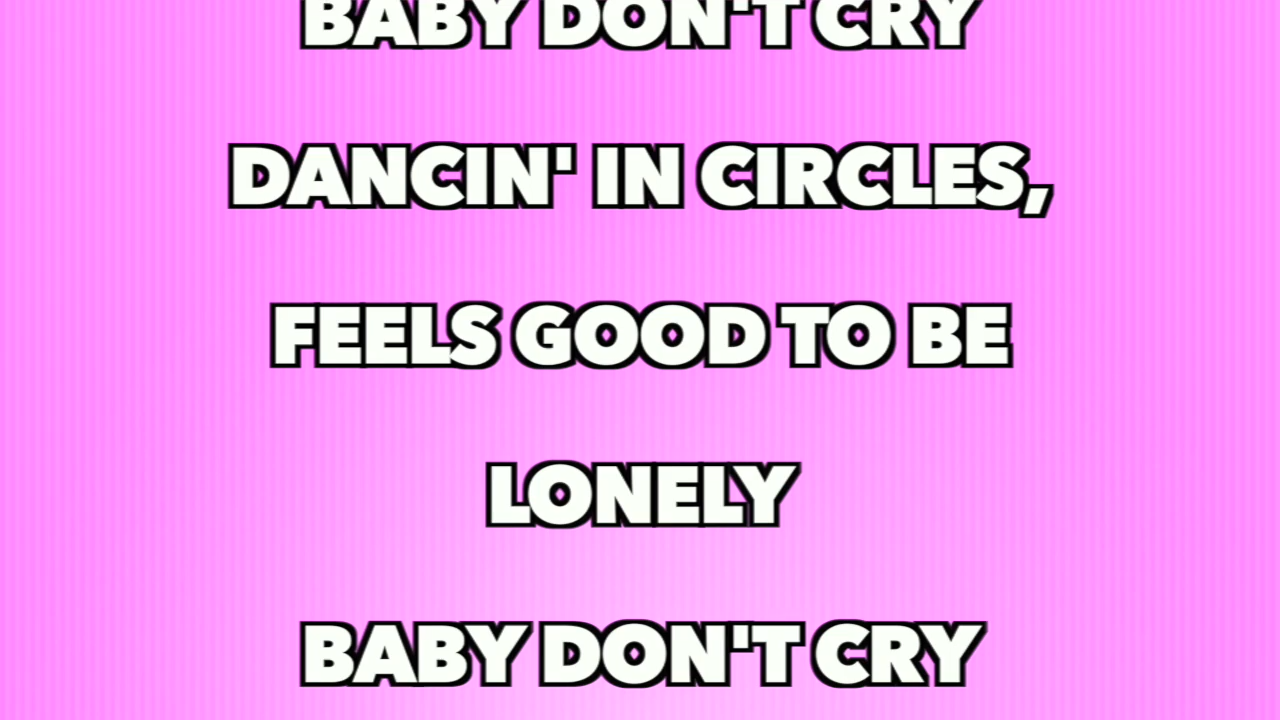 BABY DON'T CRY
DANCIN' IN CIRCLES,
FEELS GOOD TO BE
LONELY
BABY DON'T CRY